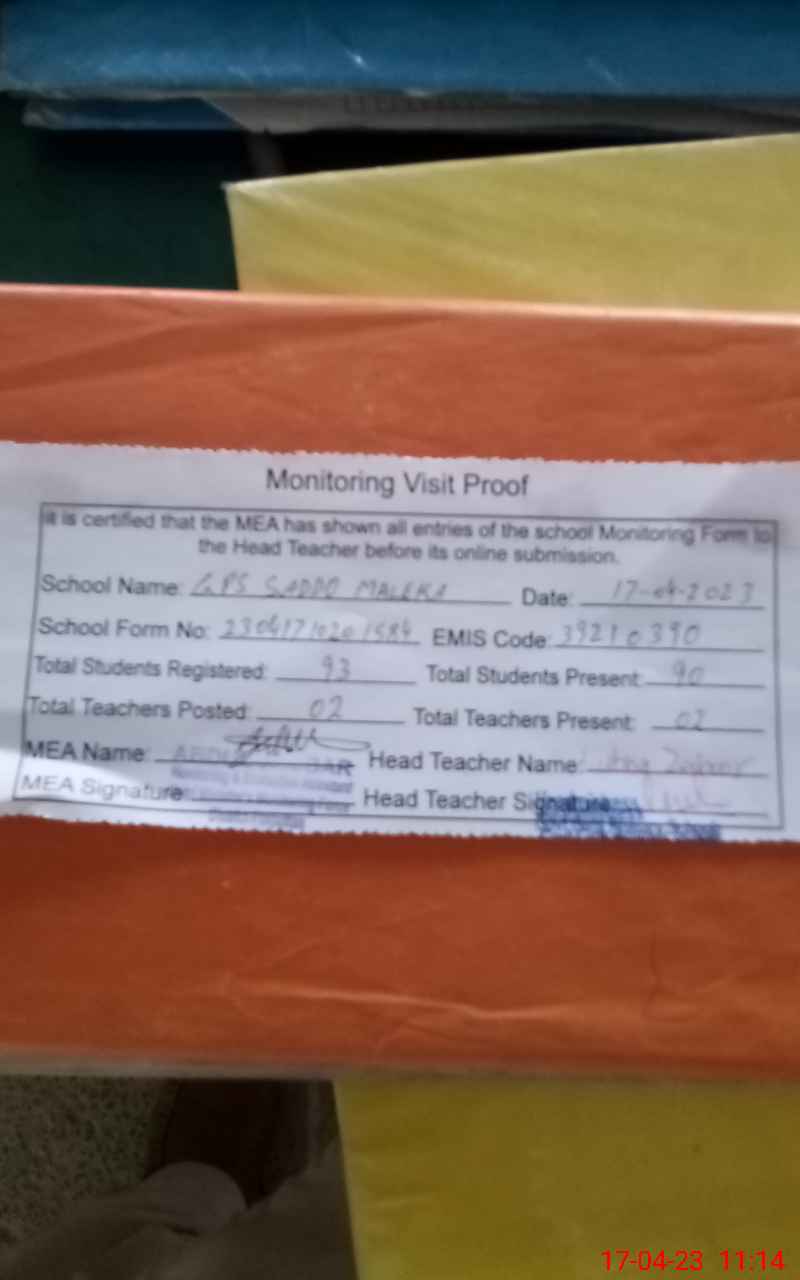 Monitoring Visit Proof
It is certified that the MEA has shown all entries of the school Monitoring Form to
the Head Teacher before its online submission.
School Name: GPS SADDO MALEKA Date: 17-04-2023
School Form No: EMIS Code: 39210390
Total Students Registered: 93 Total Students Present: 90
Total Teachers Posted: 02 Total Teachers Present: 02
MEA Name: Head Teacher Name:
MEA Signature: Head Teacher Signature:
17-04-23 11:14